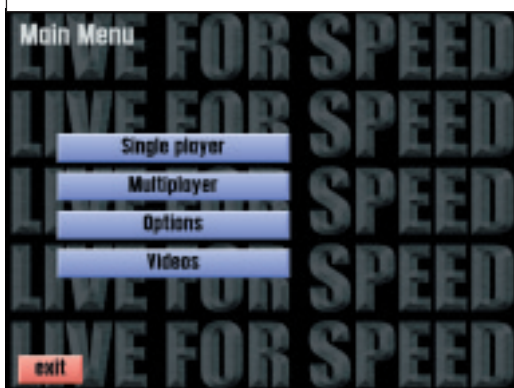 Main Menu
LIVE FOR SPEED
LIVE FOR SPEED
Single player
Multiplayer
LIVE FOR SPEED
Options
Videos
LIVE FOR SPEED
LIVE FOR SPEED
exit